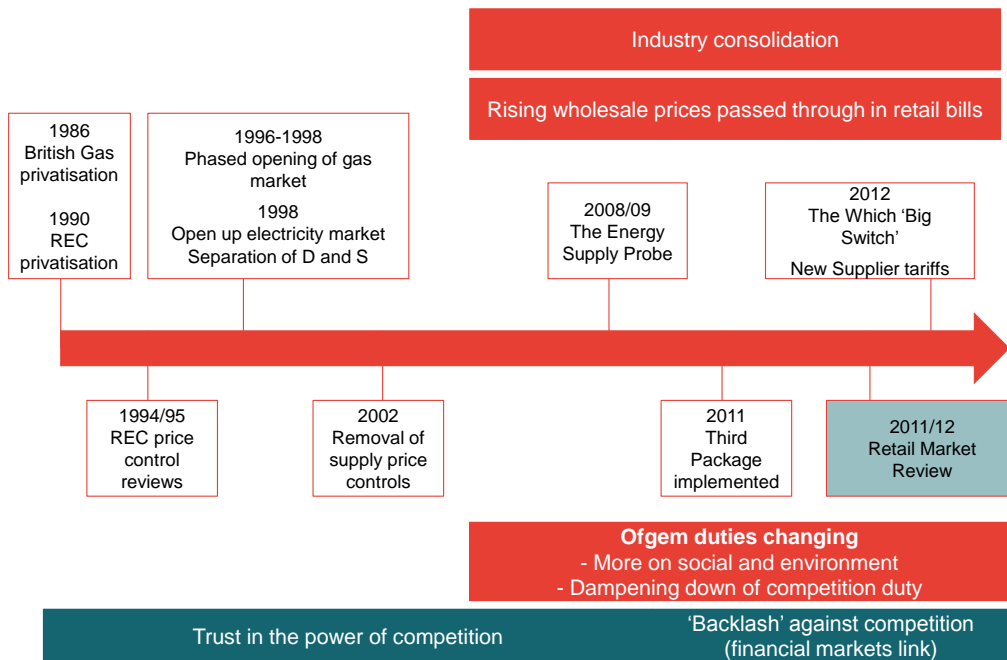 Industry consolidation
Rising wholesale prices passed through in retail bills
1986
British Gas
privatisation
1990
REC
privatisation
1996-1998
Phased opening of gas
market
1998
Open up electricity market
Separation of D and S
2008/09
The Energy
Supply Probe
2012
The Which ‘Big
Switch’
New Supplier tariffs
1994/95
REC price
control
reviews
2002
Removal of
supply price
controls
2011
Third
Package
implemented
2011/12
Retail Market
Review
Ofgem duties changing
- More on social and environment
- Dampening down of competition duty
Trust in the power of competition
‘Backlash’ against competition
(financial markets link)